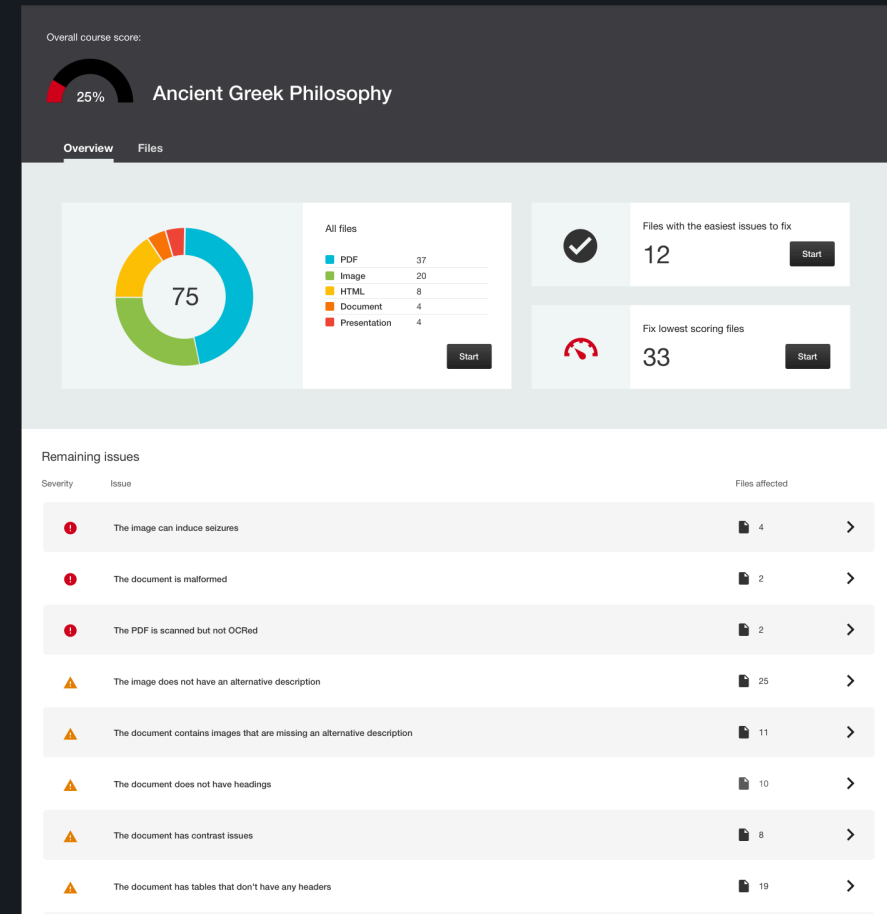 Overall course score:
25%
Ancient Greek Philosophy
Overview Files
75
All files
PDF 37
Image 20
HTML 8
Document 4
Presentation 4
Start
Files with the easiest issues to fix
12
Start
Fix lowest scoring files
33
Start
Remaining issues
Severity Issue Files affected
The image can induce seizures 4
The document is malformed 2
The PDF is scanned but not OCRed 2
The image does not have an alternative description 25
The document contains images that are missing an alternative description 11
The document does not have headings 10
The document has contrast issues 8
The document has tables that don't have any headers 19